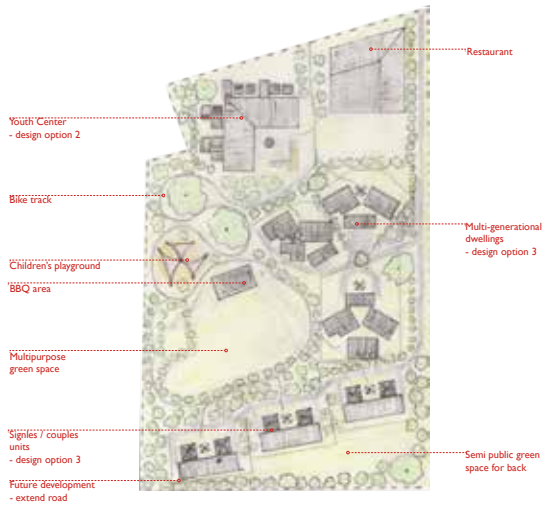 Restaurant
Youth Center
- design option 2
Bike track
Multi-generational
dwellings
- design option 3
Children's playground
BBQ area
Multipurpose
green space
Signles / couples
units
- design option 3
Semi public green
space for back
Future development
- extend road